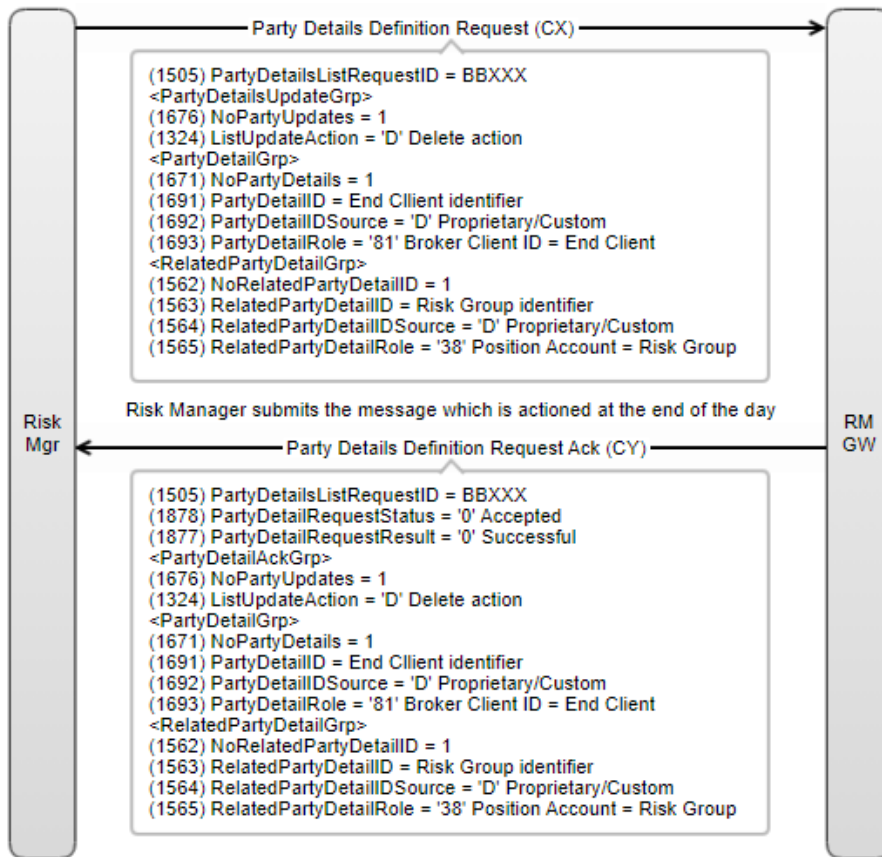 Party Details Definition Request (CX)
(1505) PartyDetailsListRequestID = BBXXX
<PartyDetailsUpdateGrp>
(1676) NoPartyUpdates = 1
(1324) ListUpdateAction = 'D' Delete action
<PartyDetailGrp>
(1671) NoPartyDetails = 1
(1691) PartyDetailID = End Cllient identifier
(1692) PartyDetailIDSource = 'D' Proprietary/Custom
(1693) PartyDetailRole = '81' Broker Client ID = End Client
<RelatedPartyDetailGrp>
(1562) NoRelatedPartyDetailID = 1
(1563) RelatedPartyDetailID = Risk Group identifier
(1564) RelatedPartyDetailIDSource = 'D' Proprietary/Custom
(1565) RelatedPartyDetailRole = '38' Position Account = Risk Group
Risk Manager submits the message which is actioned at the end of the day
Risk
Mgr
RM
GW
Party Details Definition Request Ack (CY)
(1505) PartyDetailsListRequestID = BBXXX
(1878) PartyDetailRequestStatus = '0' Accepted
(1877) PartyDetailRequestResult = '0' Successful
<PartyDetailAckGrp>
(1676) NoPartyUpdates = 1
(1324) ListUpdateAction = 'D' Delete action
<PartyDetailGrp>
(1671) NoPartyDetails = 1
(1691) PartyDetailID = End Cllient identifier
(1692) PartyDetailIDSource = 'D' Proprietary/Custom
(1693) PartyDetailRole = '81' Broker Client ID = End Client
<RelatedPartyDetailGrp>
(1562) NoRelatedPartyDetailID = 1
(1563) RelatedPartyDetailID = Risk Group identifier
(1564) RelatedPartyDetailIDSource = 'D' Proprietary/Custom
(1565) RelatedPartyDetailRole = '38' Position Account = Risk Group